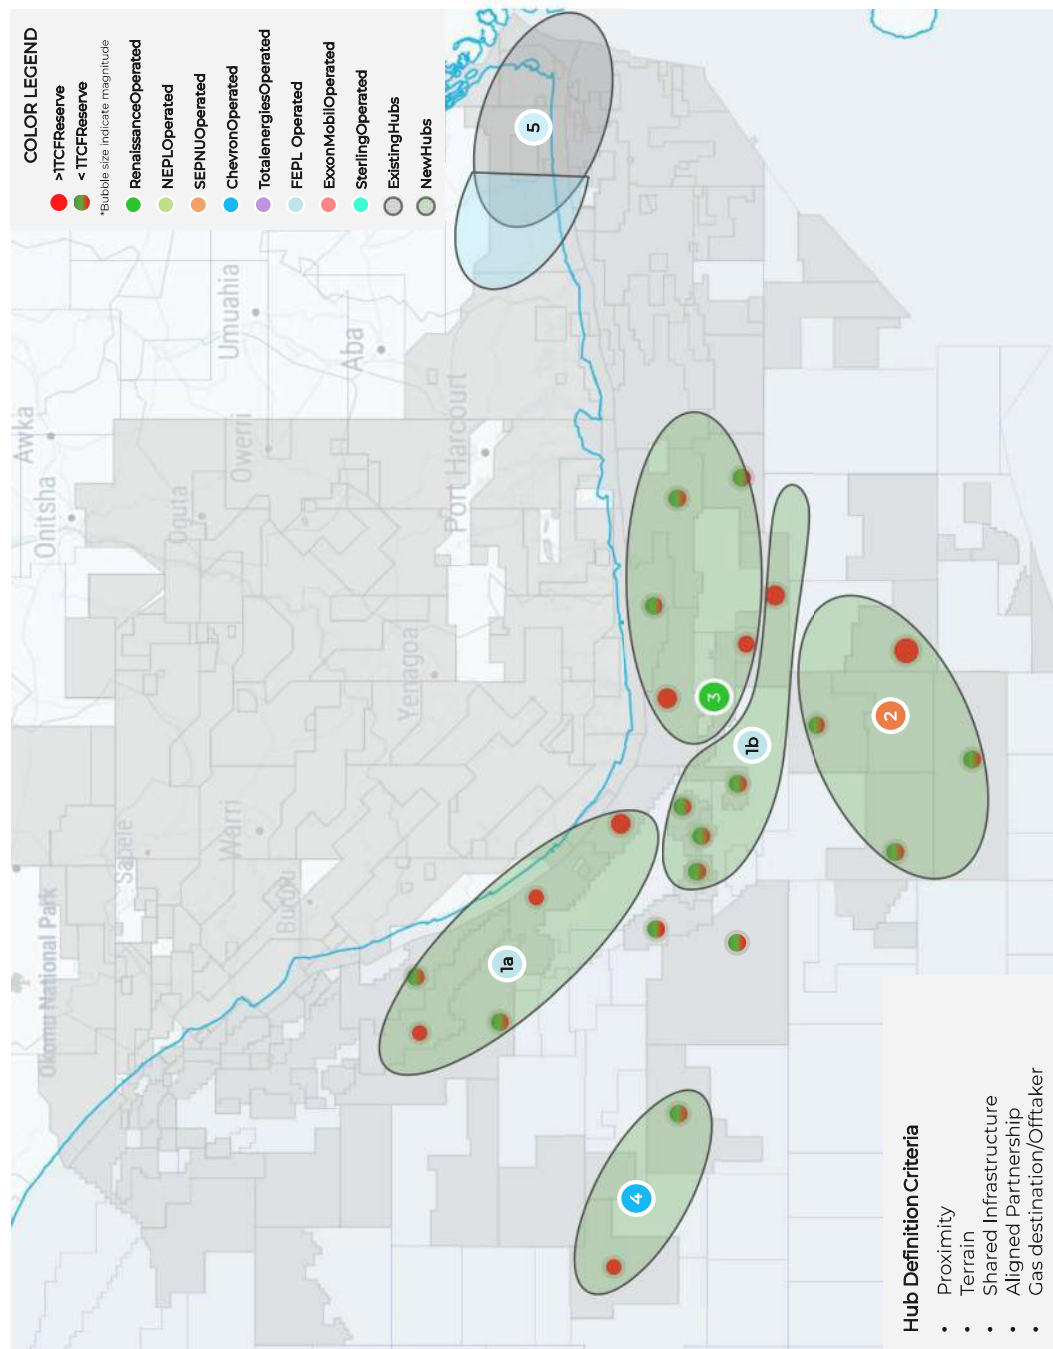 COLOR LEGEND
>1TCFReserve
<1TCFReserve
*Bubble size indicate magnitude
RenaissanceOperated
NEPLOperated
SEPNUOperated
ChevronOperated
TotalenergiesOperated
FEPL Operated
ExxonMobilOperated
SterlingOperated
ExistingHubs
NewHubs
Awka
Onitsha
Umuahia
Owerri
Oguta
Aba
Port Harcourt
Yenagoa
Warri
Sapele
Burutu
Okomu National Park
5
3
1b
2
1a
4
Hub Definition Criteria
• Proximity
• Terrain
• Shared Infrastructure
• Aligned Partnership
• Gas destination/Offtaker